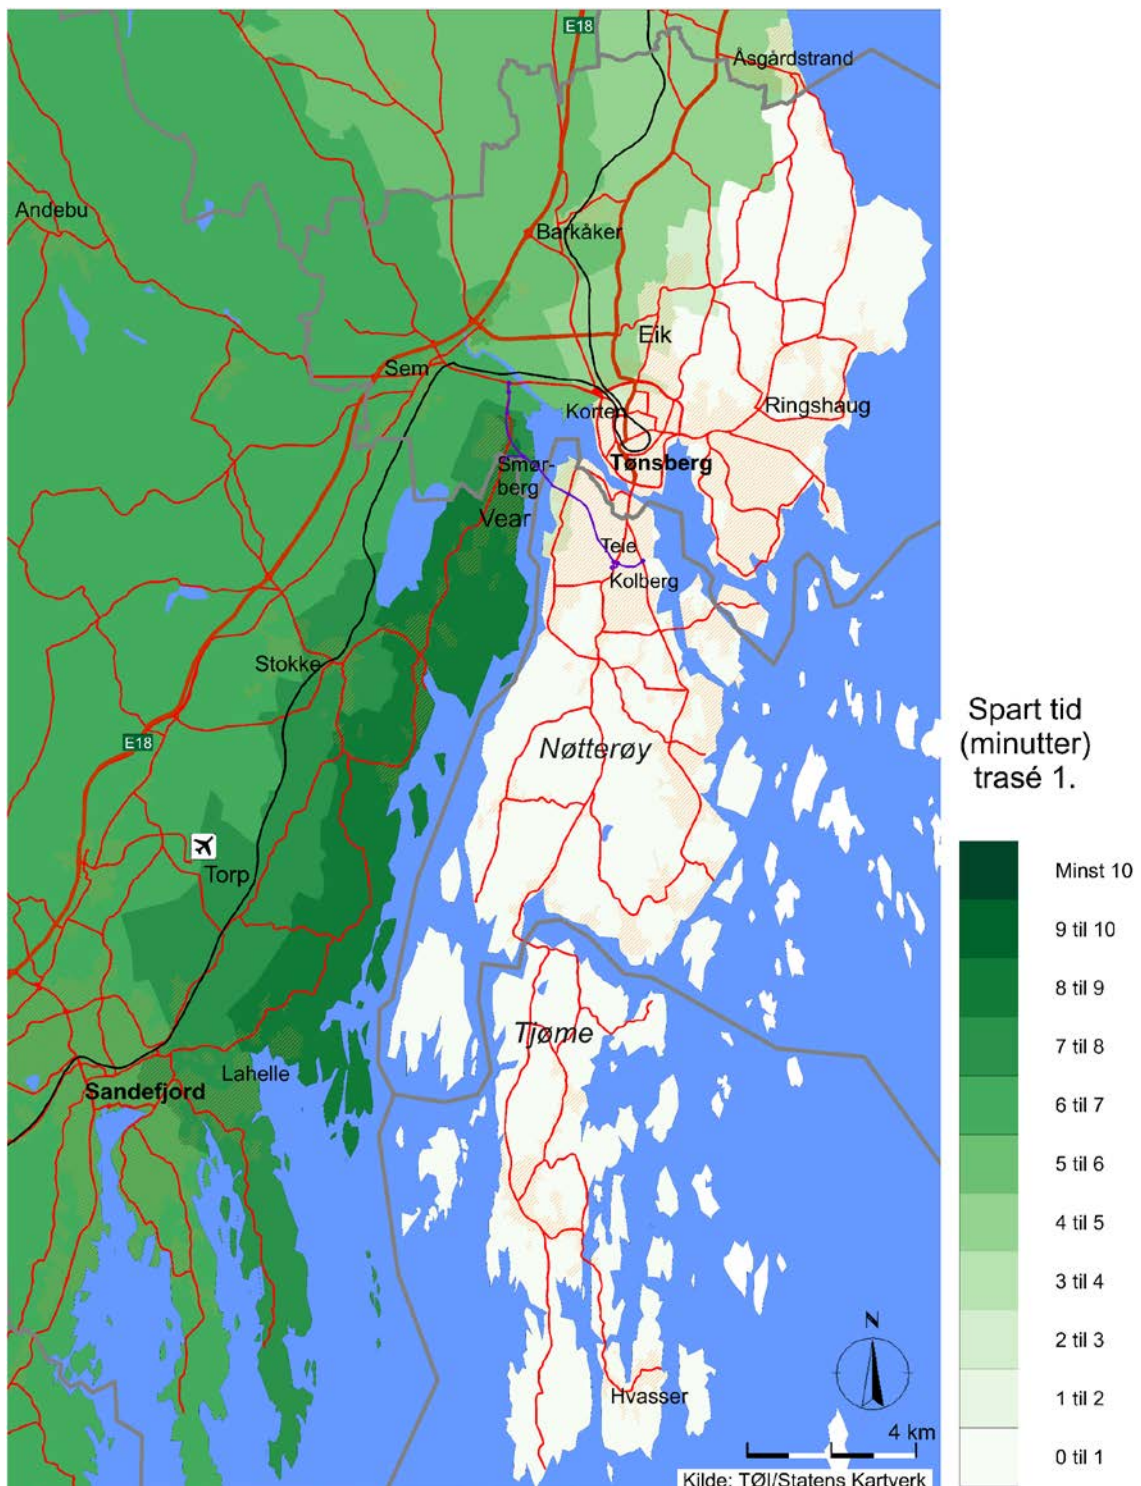 E18
Åsgårdstrand
Andebu
Barkåker
Eik
Sem
Korten
Ringshaug
Tønsberg
Smør-
berg
Vear
Teie
Kolberg
Stokke
E18
Nøtterøy
Torp
Tjøme
Lahelle
Sandefjord
Hvasser
N
4 km
Kilde: TØI/Statens Kartverk
Spart tid
(minutter)
trasé 1.
Minst 10
9 til 10
8 til 9
7 til 8
6 til 7
5 til 6
4 til 5
3 til 4
2 til 3
1 til 2
0 til 1